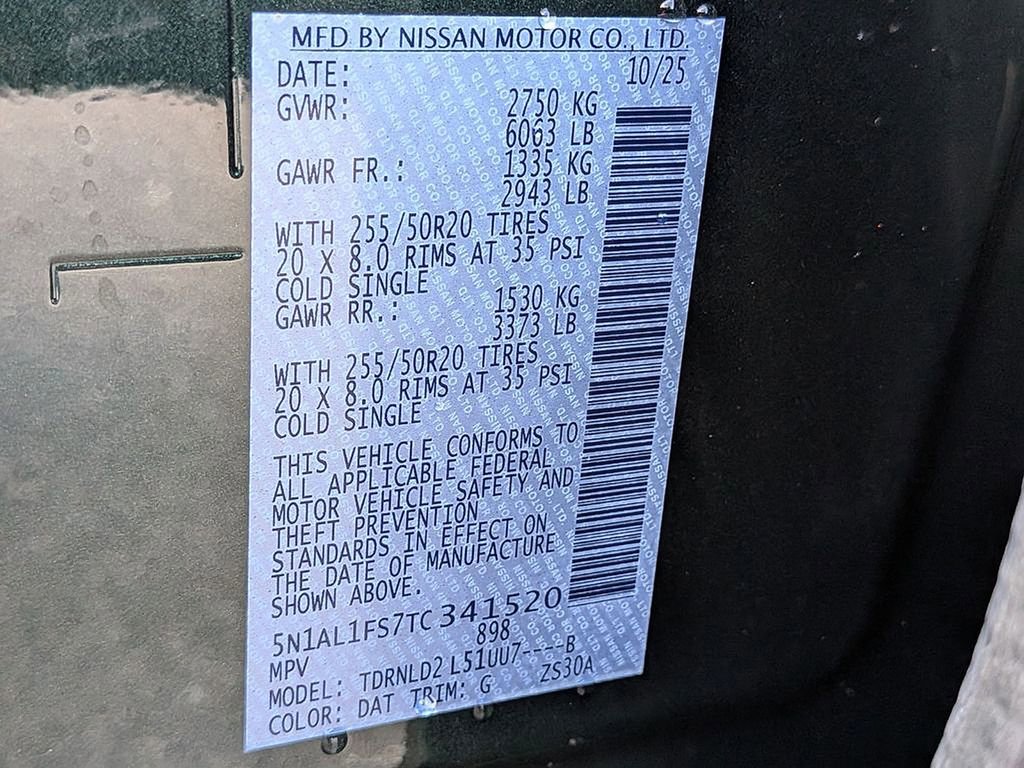 MFD BY NISSAN MOTOR CO., LTD.
DATE: 10/25
GVWR: 2750 KG
6063 LB
GAWR FR.: 1335 KG
2943 LB
WITH 255/50R20 TIRES
20 X 8.0 RIMS AT 35 PSI
COLD SINGLE
GAWR RR.: 1530 KG
3373 LB
WITH 255/50R20 TIRES
20 X 8.0 RIMS AT 35 PSI
COLD SINGLE
THIS VEHICLE CONFORMS TO
ALL APPLICABLE FEDERAL
MOTOR VEHICLE SAFETY AND
THEFT PREVENTION
STANDARDS IN EFFECT ON
THE DATE OF MANUFACTURE
SHOWN ABOVE.
5N1AL1FS7TC341520
MPV 898
MODEL: TDRNLD2 L51UU7----B
COLOR: DAT TRIM: G ZS30A